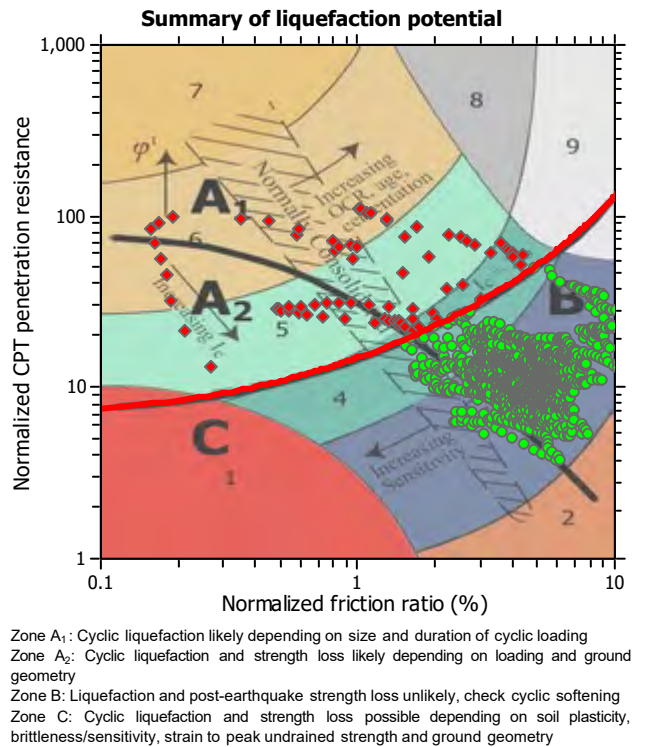 Summary of liquefaction potential
1,000
100
10
1
Normalized CPT penetration resistance
7
8
9
φ'
A1
Increasing
OCR, age,
cementation
Normally Consoli
6
A2
Increasing Ic
5
Ic
B
4
C
1
Increasing
Sensitivity
2
0.1
1
10
Normalized friction ratio (%)
Zone A1: Cyclic liquefaction likely depending on size and duration of cyclic loading
Zone A2: Cyclic liquefaction and strength loss likely depending on loading and ground
geometry
Zone B: Liquefaction and post-earthquake strength loss unlikely, check cyclic softening
Zone C: Cyclic liquefaction and strength loss possible depending on soil plasticity,
brittleness/sensitivity, strain to peak undrained strength and ground geometry